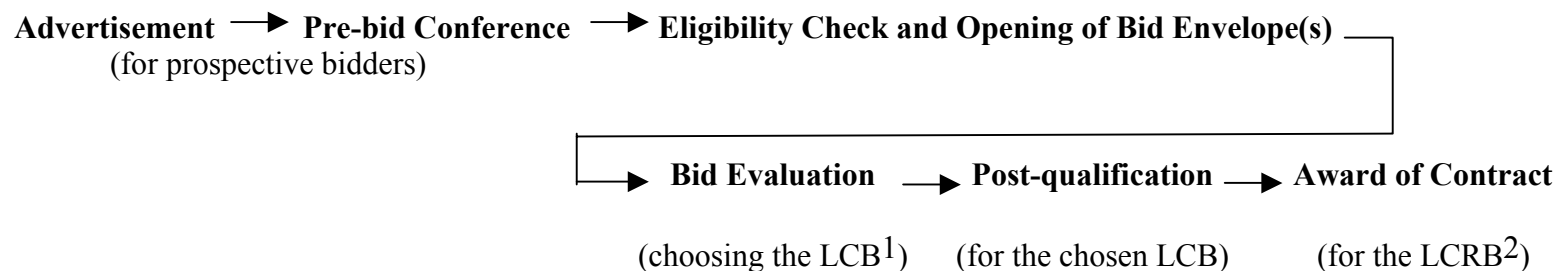 Advertisement Pre-bid Conference Eligibility Check and Opening of Bid Envelope(s)
(for prospective bidders)
Bid Evaluation Post-qualification Award of Contract
(choosing the LCB1) (for the chosen LCB) (for the LCRB2)